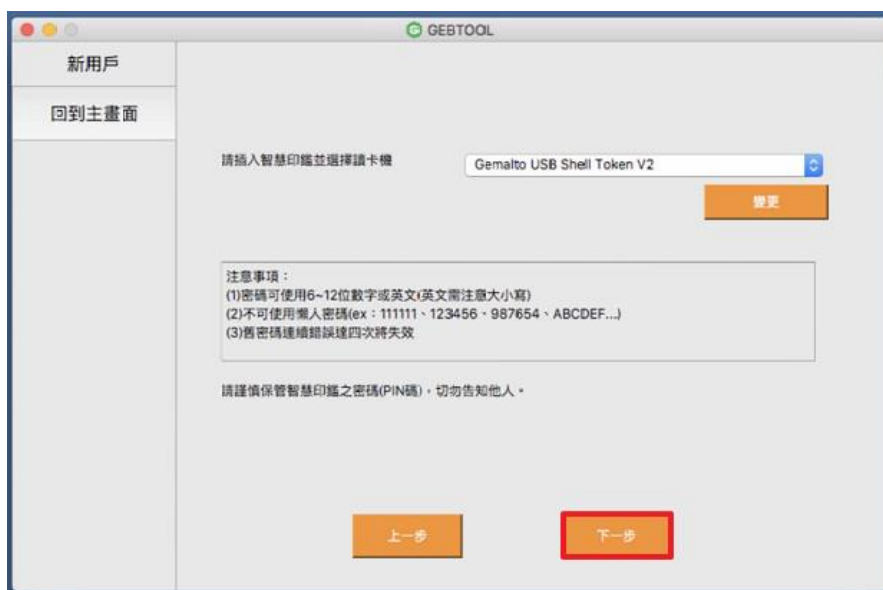 GEBTOOL
新用戶
回到主畫面
請插入智慧印鑑並選擇讀卡機
Gemalto USB Shell Token V2
變更
注意事項：
(1)密碼可使用6~12位數字或英文(英文需注意大小寫)
(2)不可使用懶人密碼(ex：111111、123456、987654、ABCDEF...)
(3)舊密碼連續錯誤達四次將失效
請謹慎保管智慧印鑑之密碼(PIN碼)，切勿告知他人。
上一步
下一步